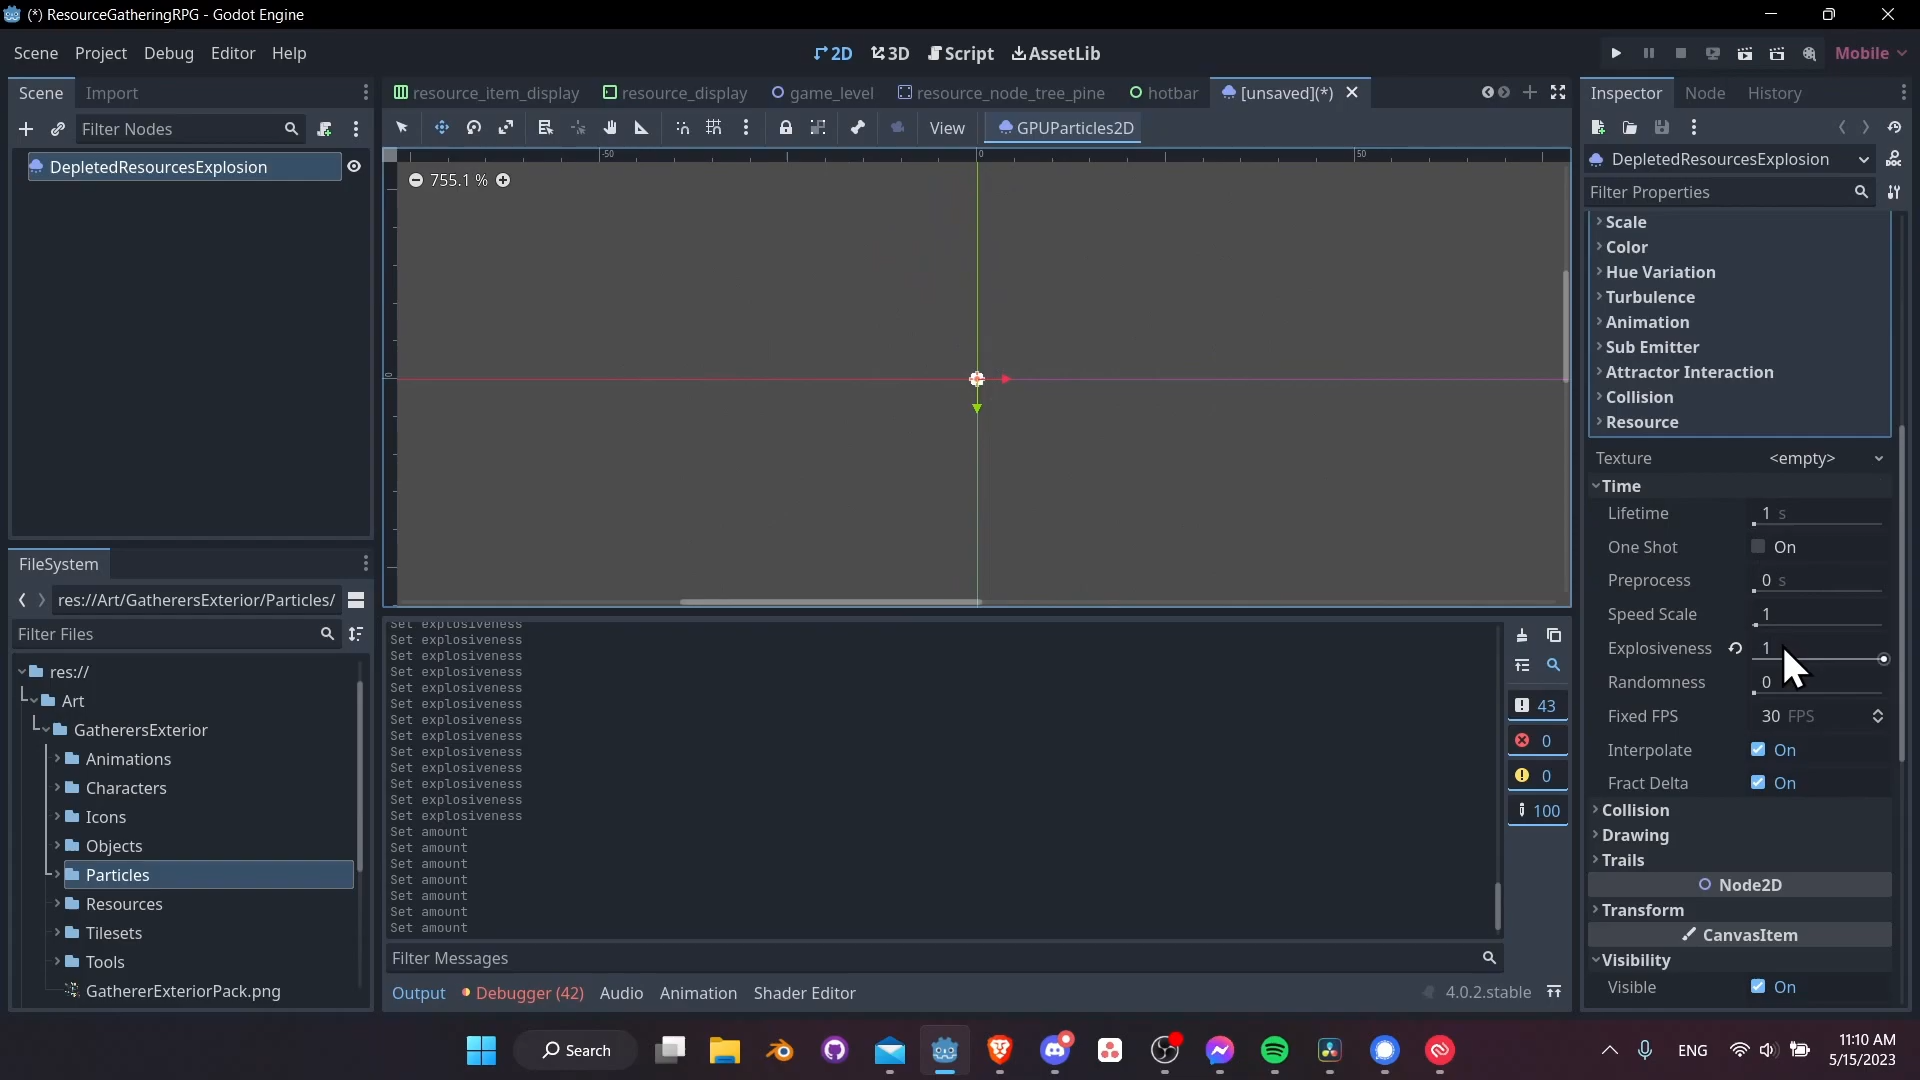 (*) ResourceGatheringRPG - Godot Engine
Scene Project Debug Editor Help
2D 3D Script AssetLib
Mobile
Scene Import
resource_item_display resource_display game_level resource_node_tree_pine hotbar [unsaved](*)
Inspector Node History
Filter Nodes
View GPUParticles2D
DepletedResourcesExplosion
-50 0 50
755.1 %
0
DepletedResourcesExplosion
Filter Properties
Scale
Color
Hue Variation
Turbulence
Animation
Sub Emitter
Attractor Interaction
Collision
Resource
Texture <empty>
Time
Lifetime 1 s
One Shot On
Preprocess 0 s
Speed Scale 1
Explosiveness 1
Randomness 0
Fixed FPS 30 FPS
Interpolate On
Fract Delta On
Collision
Drawing
Trails
Node2D
Transform
CanvasItem
Visibility
Visible On
FileSystem
res://Art/GatherersExterior/Particles/
Filter Files
res://
Art
GatherersExterior
Animations
Characters
Icons
Objects
Particles
Resources
Tilesets
Tools
GathererExteriorPack.png
Set explosiveness
Set explosiveness
Set explosiveness
Set explosiveness
Set explosiveness
Set explosiveness
Set explosiveness
Set explosiveness
Set explosiveness
Set explosiveness
Set explosiveness
Set explosiveness
Set explosiveness
Set amount
Set amount
Set amount
Set amount
Set amount
Set amount
Set amount
43
0
0
100
Filter Messages
Output Debugger (42) Audio Animation Shader Editor
4.0.2.stable
Search
ENG
11:10 AM
5/15/2023